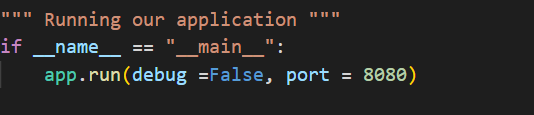 """ Running our application """
if __name__ == "__main__":
    app.run(debug =False, port = 8080)